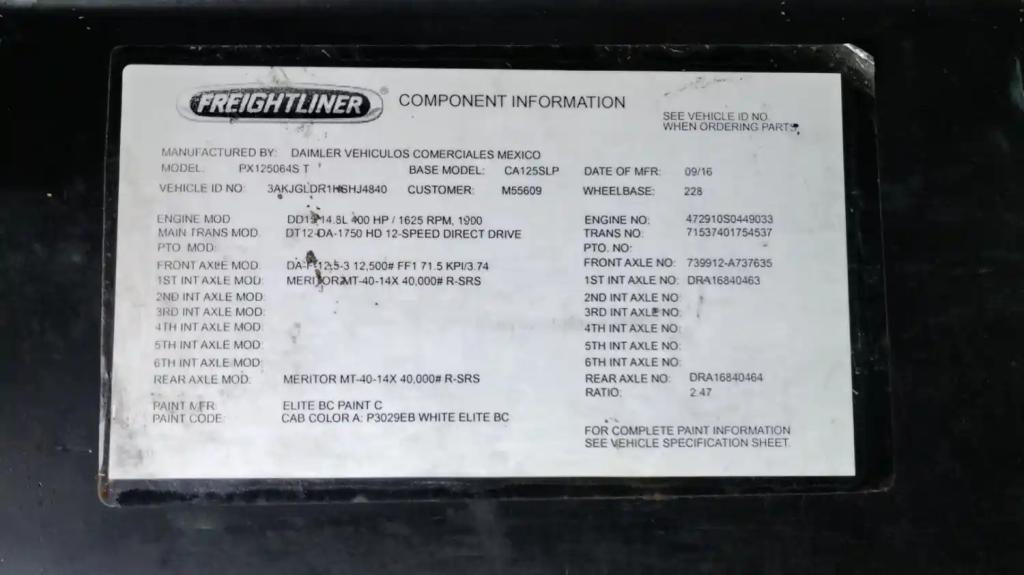 FREIGHTLINER ® COMPONENT INFORMATION
SEE VEHICLE ID NO.
WHEN ORDERING PARTS.
MANUFACTURED BY: DAIMLER VEHICULOS COMERCIALES MEXICO
MODEL: PX125064S T BASE MODEL: CA125SLP DATE OF MFR: 09/16
VEHICLE ID NO: CUSTOMER: M55609 WHEELBASE: 228
ENGINE MOD 14.8L 400 HP / 1625 RPM, 1900 ENGINE NO: 472910S0449033
MAIN TRANS MOD. DT12-DA-1750 HD 12-SPEED DIRECT DRIVE TRANS NO: 71537401754537
PTO MOD: PTO. NO:
FRONT AXLE MOD: 12,500# FF1 71.5 KPI/3.74 FRONT AXLE NO: 739912-A737635
1ST INT AXLE MOD: MERITOR MT-40-14X 40,000# R-SRS 1ST INT AXLE NO: DRA16840463
2ND INT AXLE MOD: 2ND INT AXLE NO:
3RD INT AXLE MOD: 3RD INT AXLE NO:
4TH INT AXLE MOD: 4TH INT AXLE NO:
5TH INT AXLE MOD: 5TH INT AXLE NO:
6TH INT AXLE MOD: 6TH INT AXLE NO:
REAR AXLE MOD: MERITOR MT-40-14X 40,000# R-SRS REAR AXLE NO: DRA16840464
RATIO: 2.47
PAINT MFR: ELITE BC PAINT C
PAINT CODE: CAB COLOR A: P3029EB WHITE ELITE BC
FOR COMPLETE PAINT INFORMATION
SEE VEHICLE SPECIFICATION SHEET.